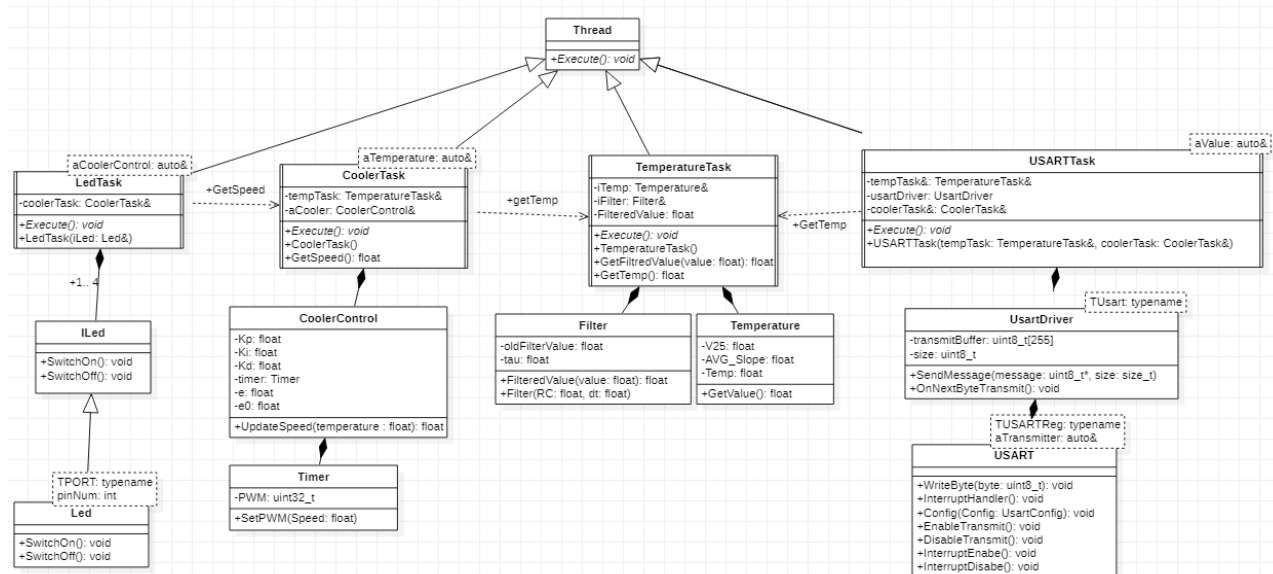 Thread
+Execute(): void
aCoolerControl: auto&
LedTask
-coolerTask: CoolerTask&
+Execute(): void
+LedTask(iLed: Led&)
+GetSpeed
aTemperature: auto&
CoolerTask
-tempTask: TemperatureTask&
-aCooler: CoolerControl&
+Execute(): void
+CoolerTask()
+GetSpeed(): float
+getTemp
TemperatureTask
-iTemp: Temperature&
-iFilter: Filter&
-FilteredValue: float
+Execute(): void
+TemperatureTask()
+GetFiltredValue(value: float): float
+GetTemp(): float
+GetTemp
aValue: auto&
USARTTask
-tempTask&: TemperatureTask&
-usartDriver: UsartDriver
-coolerTask&: CoolerTask&
+Execute(): void
+USARTTask(tempTask: TemperatureTask&, coolerTask: CoolerTask&)
+1.. 4
ILed
+SwitchOn(): void
+SwitchOff(): void
TPORT: typename
pinNum: int
Led
+SwitchOn(): void
+SwitchOff(): void
CoolerControl
-Kp: float
-Ki: float
-Kd: float
-timer: Timer
-e: float
-e0: float
+UpdateSpeed(temperature : float): float
Timer
-PWM: uint32_t
+SetPWM(Speed: float)
Filter
-oldFilterValue: float
-tau: float
+FilteredValue(value: float): float
+Filter(RC: float, dt: float)
Temperature
-V25: float
-AVG_Slope: float
-Temp: float
+GetValue(): float
TUsart: typename
UsartDriver
-transmitBuffer: uint8_t[255]
-size: uint8_t
+SendMessage(message: uint8_t*, size: size_t)
+OnNextByteTransmit(): void
TUSARTReg: typename
aTransmitter: auto&
USART
+WriteByte(byte: uint8_t): void
+InterruptHandler(): void
+Config(Config: UsartConfig): void
+EnableTransmit(): void
+DisableTransmit(): void
+InterruptEnabe(): void
+InterruptDisabe(): void